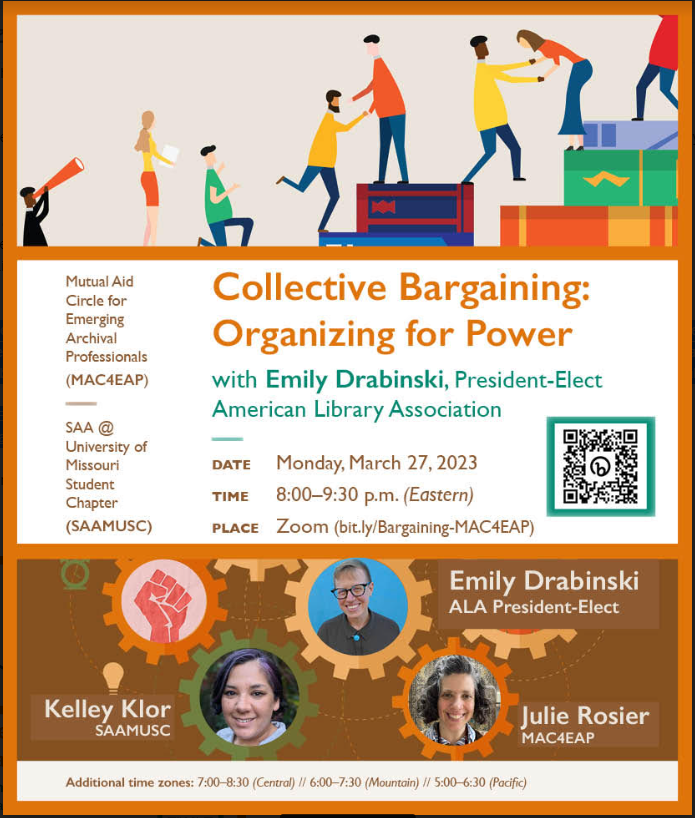 Mutual Aid
Circle for
Emerging
Archival
Professionals
(MAC4EAP)
SAA @
University of
Missouri
Student
Chapter
(SAAMUSC)
Collective Bargaining:
Organizing for Power
with Emily Drabinski, President-Elect
American Library Association
DATE Monday, March 27, 2023
TIME 8:00–9:30 p.m. (Eastern)
PLACE Zoom (bit.ly/Bargaining-MAC4EAP)
Emily Drabinski
ALA President-Elect
Kelley Klor
SAAMUSC
Julie Rosier
MAC4EAP
Additional time zones: 7:00–8:30 (Central) // 6:00–7:30 (Mountain) // 5:00–6:30 (Pacific)